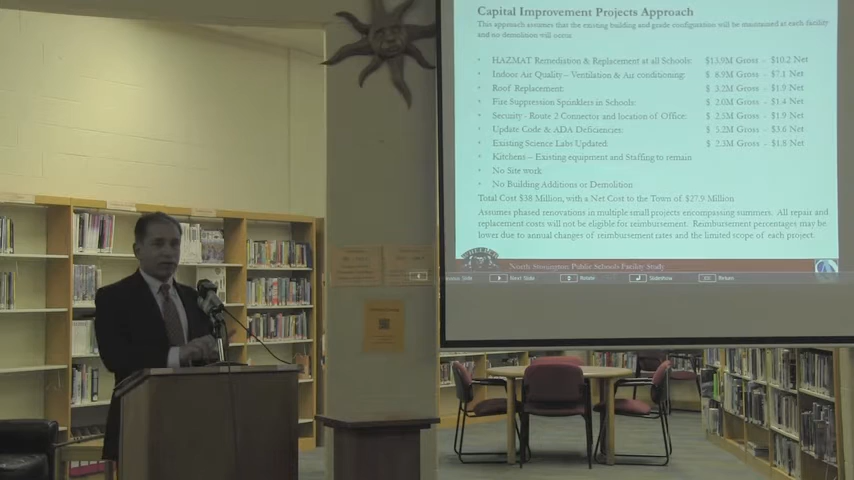 Capital Improvement Projects Approach
This approach assumes that the existing building and grade configuration will be maintained at each facility
and no demolition will occur
• HAZMAT Remediation & Replacement at all Schools: $13.9M Gross - $10.2 Net
• Indoor Air Quality – Ventilation & Air conditioning: $ 8.9M Gross - $7.1 Net
• Roof Replacement: $ 3.2M Gross - $1.9 Net
• Fire Suppression Sprinklers in Schools: $ 2.0M Gross - $1.4 Net
• Security - Route 2 Connector and location of Office: $ 2.5M Gross - $1.9 Net
• Update Code & ADA Deficiencies: $ 5.2M Gross - $3.6 Net
• Existing Science Labs Updated: $ 2.3M Gross - $1.8 Net
• Kitchens – Existing equipment and Staffing to remain
• No Site work
• No Building Additions or Demolition
Total Cost $38 Million, with a Net Cost to the Town of $27.9 Million
Assumes phased renovations in multiple small projects encompassing summers. All repair and
replacement costs will not be eligible for reimbursement. Reimbursement percentages may be
lower due to annual changes of reimbursement rates and the limited scope of each project.
North Stonington Public Schools Facility Study
Next Slide Rotate Slideshow Return